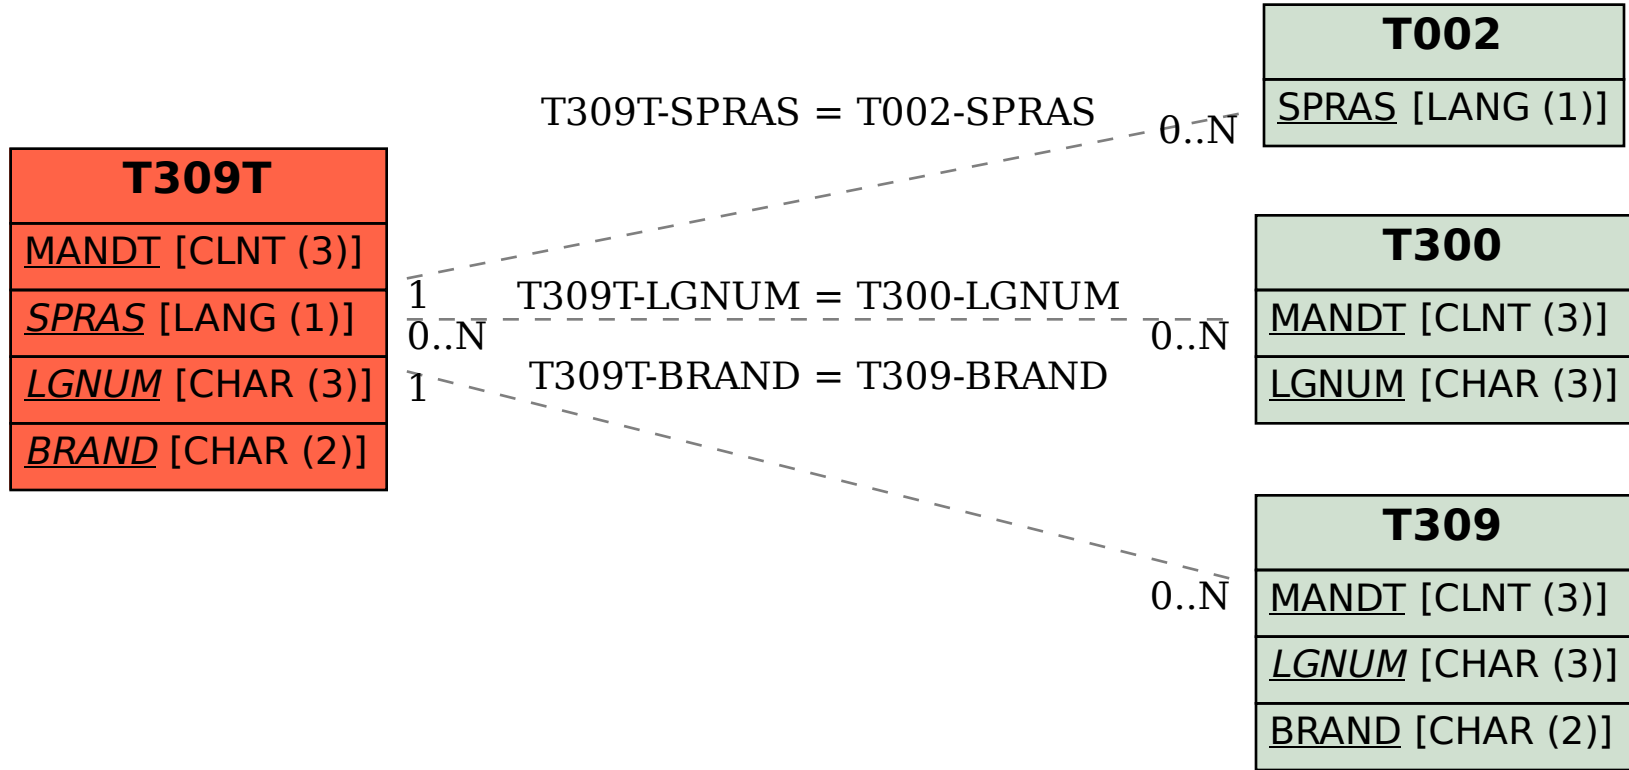 T309T
MANDT [CLNT (3)]
SPRAS [LANG (1)]
LGNUM [CHAR (3)]
BRAND [CHAR (2)]
T309T-SPRAS = T002-SPRAS
0..N
1
T309T-LGNUM = T300-LGNUM
0..N
0..N
T309T-BRAND = T309-BRAND
1
0..N
T002
SPRAS [LANG (1)]
T300
MANDT [CLNT (3)]
LGNUM [CHAR (3)]
T309
MANDT [CLNT (3)]
LGNUM [CHAR (3)]
BRAND [CHAR (2)]